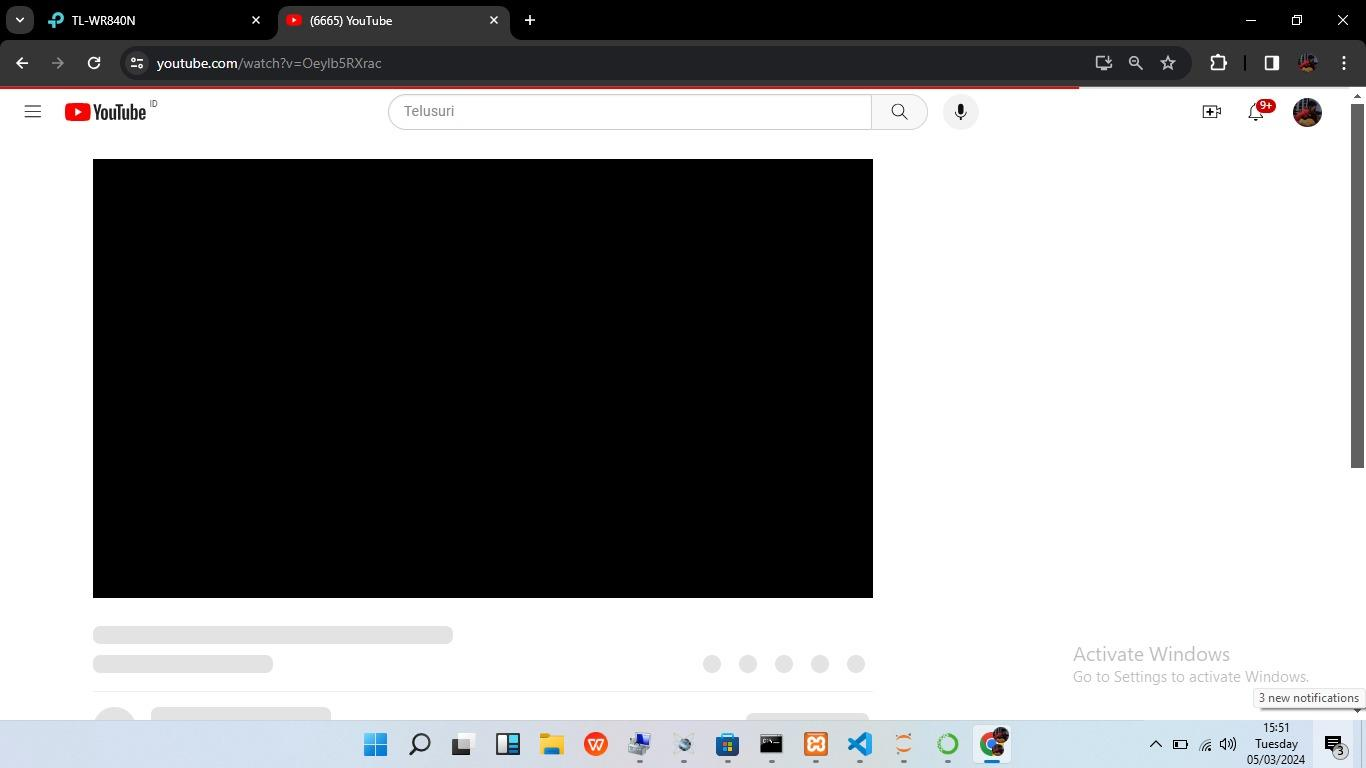 TL-WR840N
(6665) YouTube
youtube.com/watch?v=Oeylb5RXrac
YouTube ID
Telusuri
9+
Activate Windows
Go to Settings to activate Windows.
3 new notifications
15:51
Tuesday
05/03/2024
3